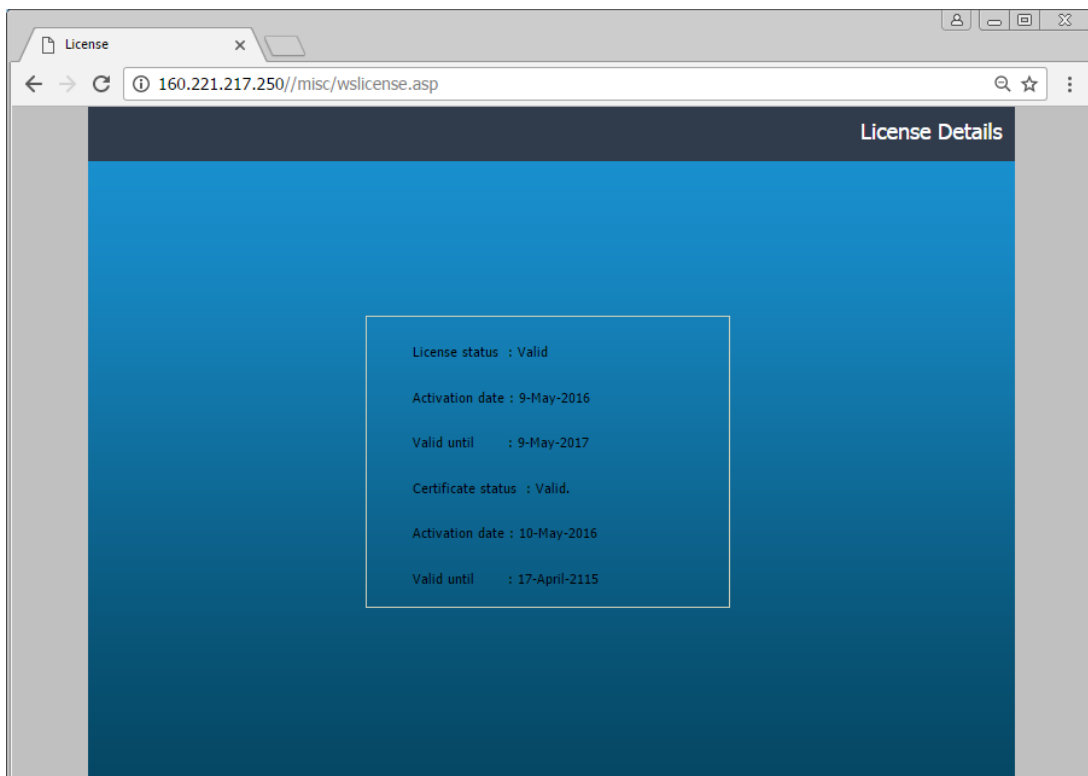 License
160.221.217.250//misc/wslicense.asp
License Details
License status : Valid
Activation date : 9-May-2016
Valid until : 9-May-2017
Certificate status : Valid.
Activation date : 10-May-2016
Valid until : 17-April-2115